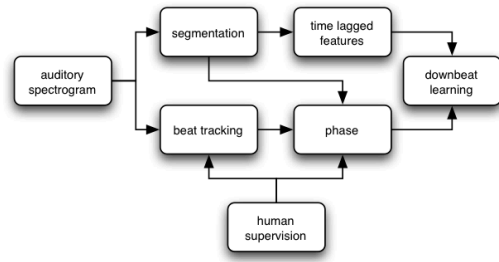 segmentation
time lagged
features
auditory
spectrogram
downbeat
learning
beat tracking
phase
human
supervision